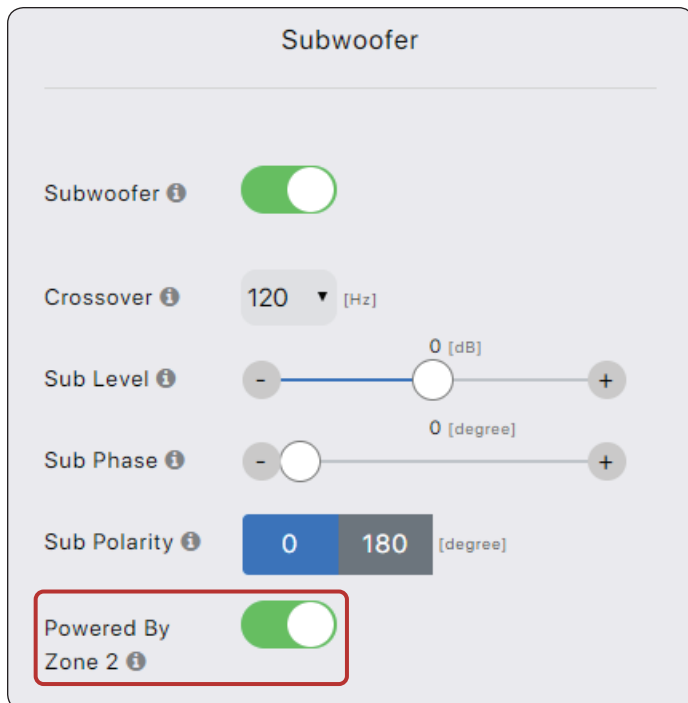 Subwoofer
Subwoofer
Crossover
120 [Hz]
0 [dB]
Sub Level - +
0 [degree]
Sub Phase - +
Sub Polarity 0 180 [degree]
Powered By
Zone 2